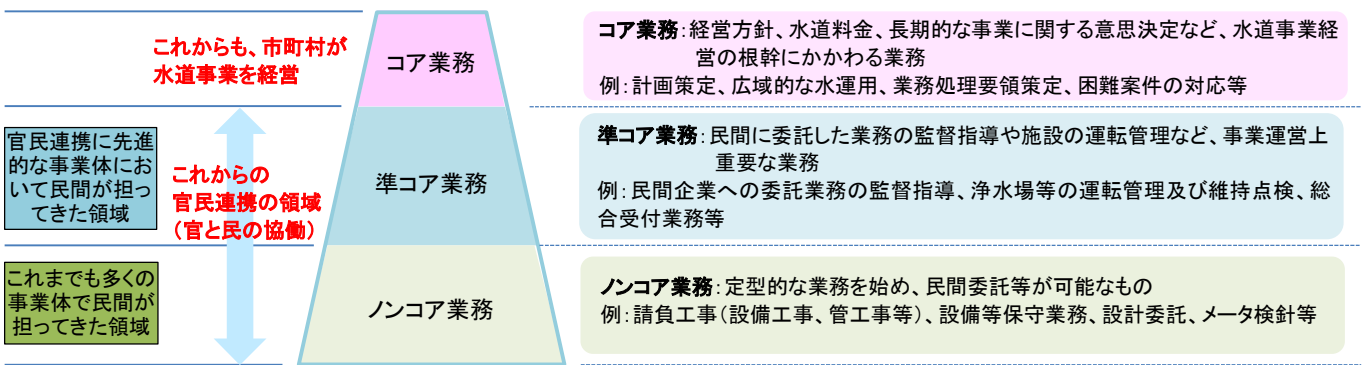 これからも、市町村が
水道事業を経営
コア業務
コア業務：経営方針、水道料金、長期的な事業に関する意思決定など、水道事業経
営の根幹にかかわる業務
例：計画策定、広域的な水運用、業務処理要領策定、困難案件の対応等
官民連携に先進
的な事業体にお
いて民間が担っ
てきた領域
これからの
官民連携の領域
（官と民の協働）
準コア業務
準コア業務：民間に委託した業務の監督指導や施設の運転管理など、事業運営上
重要な業務
例：民間企業への委託業務の監督指導、浄水場等の運転管理及び維持点検、総
合受付業務等
これまでも多くの
事業体で民間が
担ってきた領域
ノンコア業務
ノンコア業務：定型的な業務を始め、民間委託等が可能なもの
例：請負工事（設備工事、管工事等）、設備等保守業務、設計委託、メータ検針等